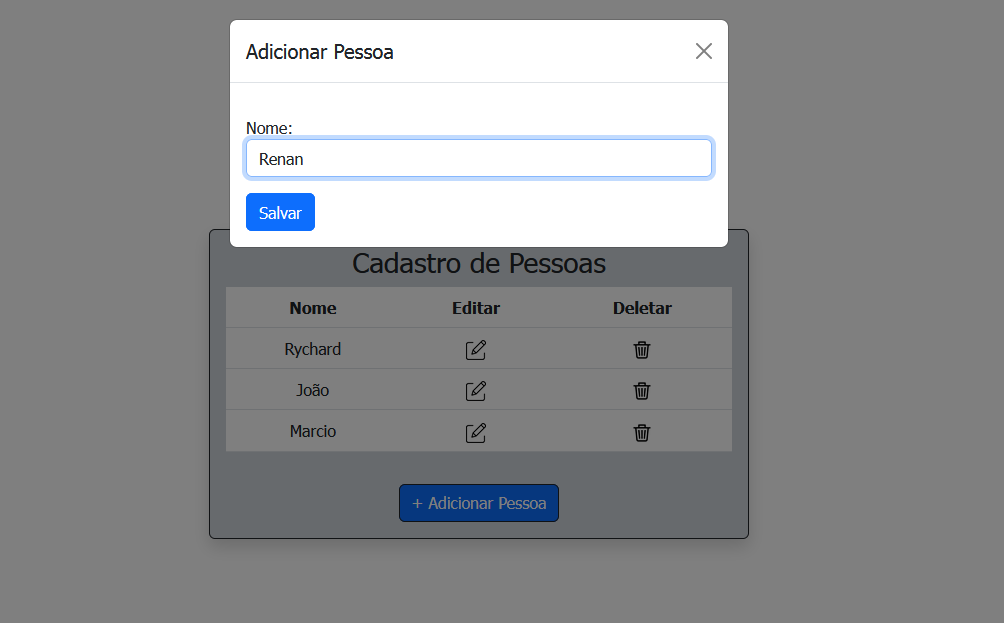 Adicionar Pessoa
Nome:
Renan
Salvar
Cadastro de Pessoas
Nome Editar Deletar
Rychard
João
Marcio
+ Adicionar Pessoa